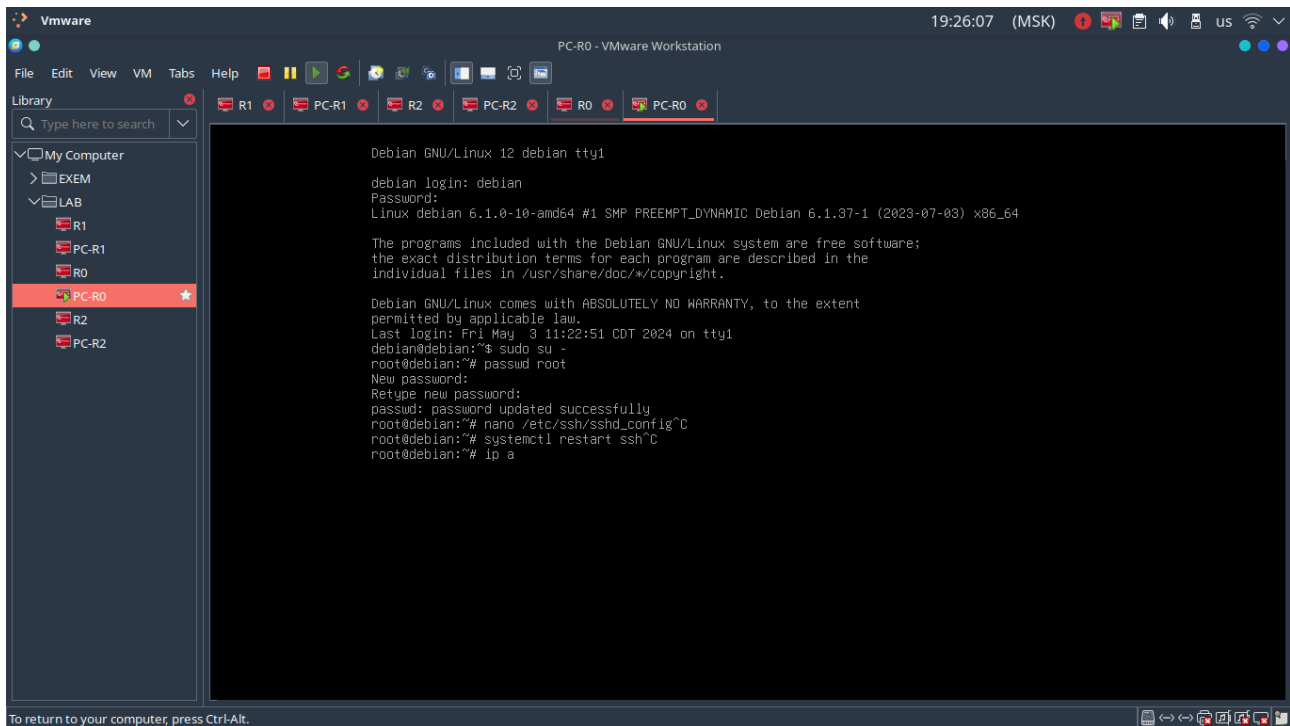 Vmware
19:26:07 (MSK) us
PC-R0 - VMware Workstation
File Edit View VM Tabs Help
Library
R1 PC-R1 R2 PC-R2 R0 PC-R0
Type here to search
My Computer
EXEM
LAB
R1
PC-R1
R0
PC-R0
R2
PC-R2
Debian GNU/Linux 12 debian tty1
debian login: debian
Password:
Linux debian 6.1.0-10-amd64 #1 SMP PREEMPT_DYNAMIC Debian 6.1.37-1 (2023-07-03) x86_64
The programs included with the Debian GNU/Linux system are free software;
the exact distribution terms for each program are described in the
individual files in /usr/share/doc/*/copyright.
Debian GNU/Linux comes with ABSOLUTELY NO WARRANTY, to the extent
permitted by applicable law.
Last login: Fri May  3 11:22:51 CDT 2024 on tty1
debian@debian:~$ sudo su -
root@debian:~# passwd root
New password:
Retype new password:
passwd: password updated successfully
root@debian:~# nano /etc/ssh/sshd_config^C
root@debian:~# systemctl restart ssh^C
root@debian:~# ip a
To return to your computer, press Ctrl-Alt.